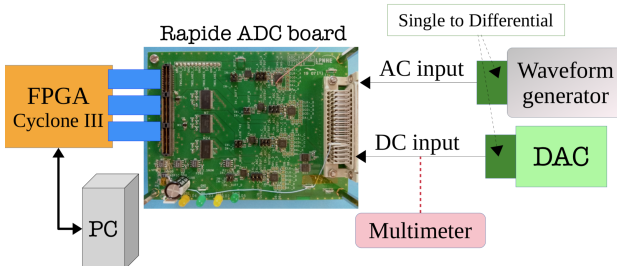 Single to Differential
Rapide ADC board
AC input
Waveform
generator
FPGA
Cyclone III
DC input
DAC
PC
Multimeter